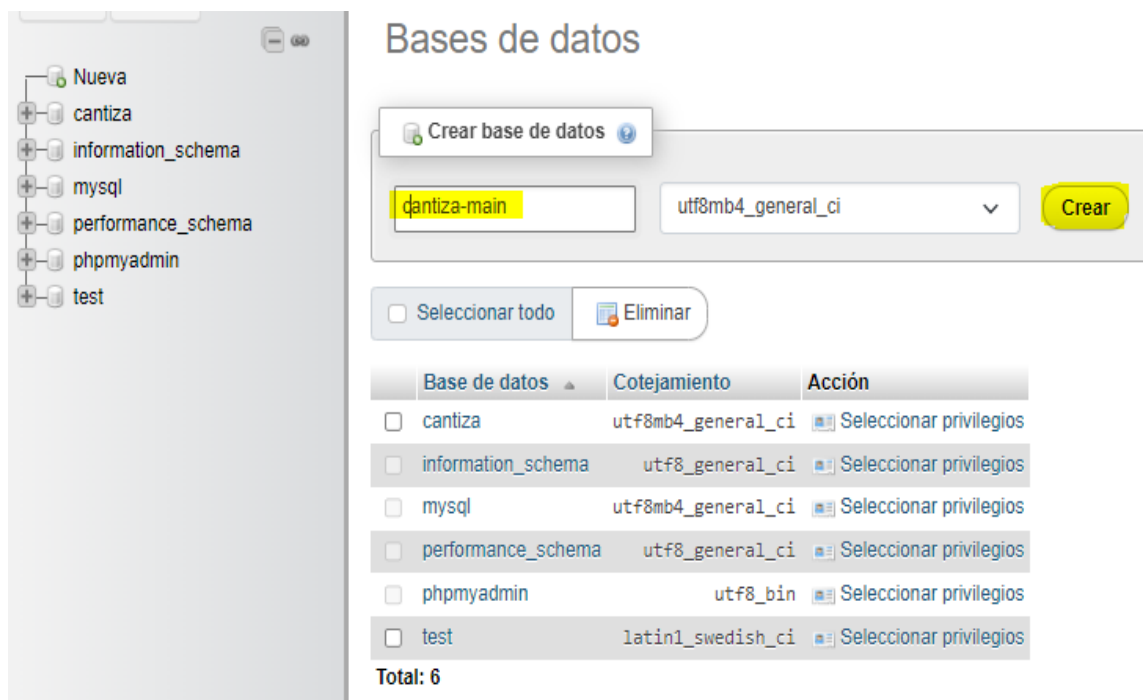 Bases de datos
Nueva
cantiza
information_schema
mysql
performance_schema
phpmyadmin
test
Crear base de datos
cantiza-main
utf8mb4_general_ci
Crear
Seleccionar todo
Eliminar
Base de datos Cotejamiento Acción
cantiza utf8mb4_general_ci Seleccionar privilegios
information_schema utf8_general_ci Seleccionar privilegios
mysql utf8mb4_general_ci Seleccionar privilegios
performance_schema utf8_general_ci Seleccionar privilegios
phpmyadmin utf8_bin Seleccionar privilegios
test latin1_swedish_ci Seleccionar privilegios
Total: 6